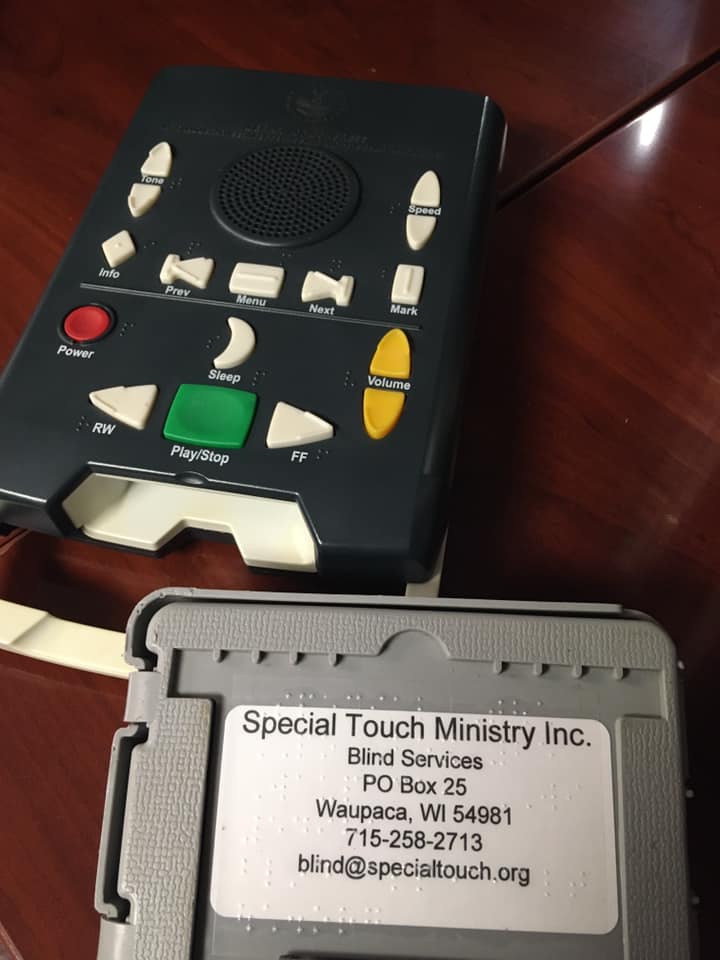 Tone
Speed
Info
Prev
Menu
Next
Mark
Power
Sleep
Volume
RW
Play/Stop
FF
Special Touch Ministry Inc.
Blind Services
PO Box 25
Waupaca, WI 54981
715-258-2713
blind@specialtouch.org